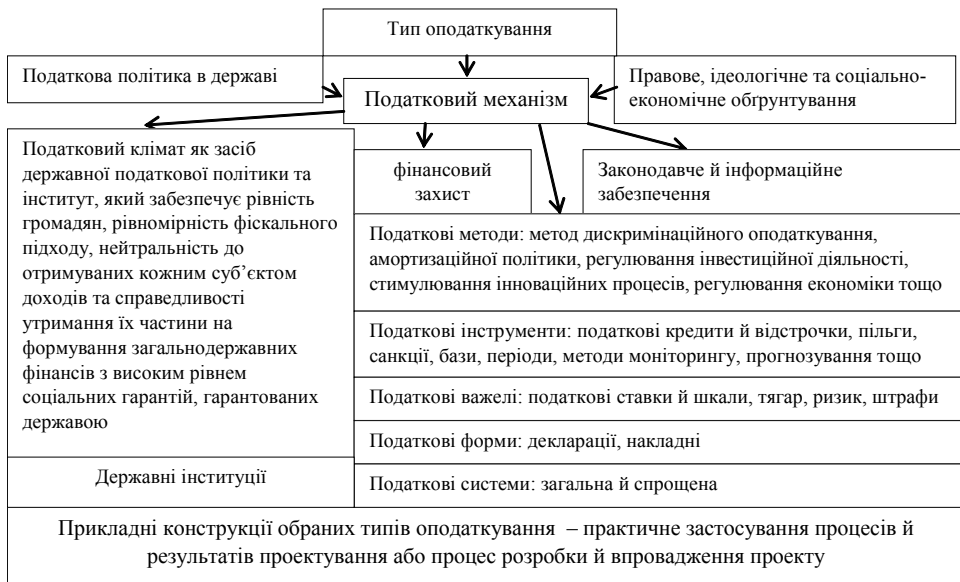 Тип оподаткування
Податкова політика в державі
Правове, ідеологічне та соціально-
економічне обґрунтування
Податковий механізм
Податковий клімат як засіб
державної податкової політики та
інститут, який забезпечує рівність
громадян, рівномірність фіскального
підходу, нейтральність до
отримуваних кожним суб’єктом
доходів та справедливості
утримання їх частини на
формування загальнодержавних
фінансів з високим рівнем
соціальних гарантій, гарантованих
державою
Державні інституції
фінансовий
захист
Законодавче й інформаційне
забезпечення
Податкові методи: метод дискримінаційного оподаткування,
амортизаційної політики, регулювання інвестиційної діяльності,
стимулювання інноваційних процесів, регулювання економіки тощо
Податкові інструменти: податкові кредити й відстрочки, пільги,
санкції, бази, періоди, методи моніторингу, прогнозування тощо
Податкові важелі: податкові ставки й шкали, тягар, ризик, штрафи
Податкові форми: декларації, накладні
Податкові системи: загальна й спрощена
Прикладні конструкції обраних типів оподаткування – практичне застосування процесів й
результатів проектування або процес розробки й впровадження проекту